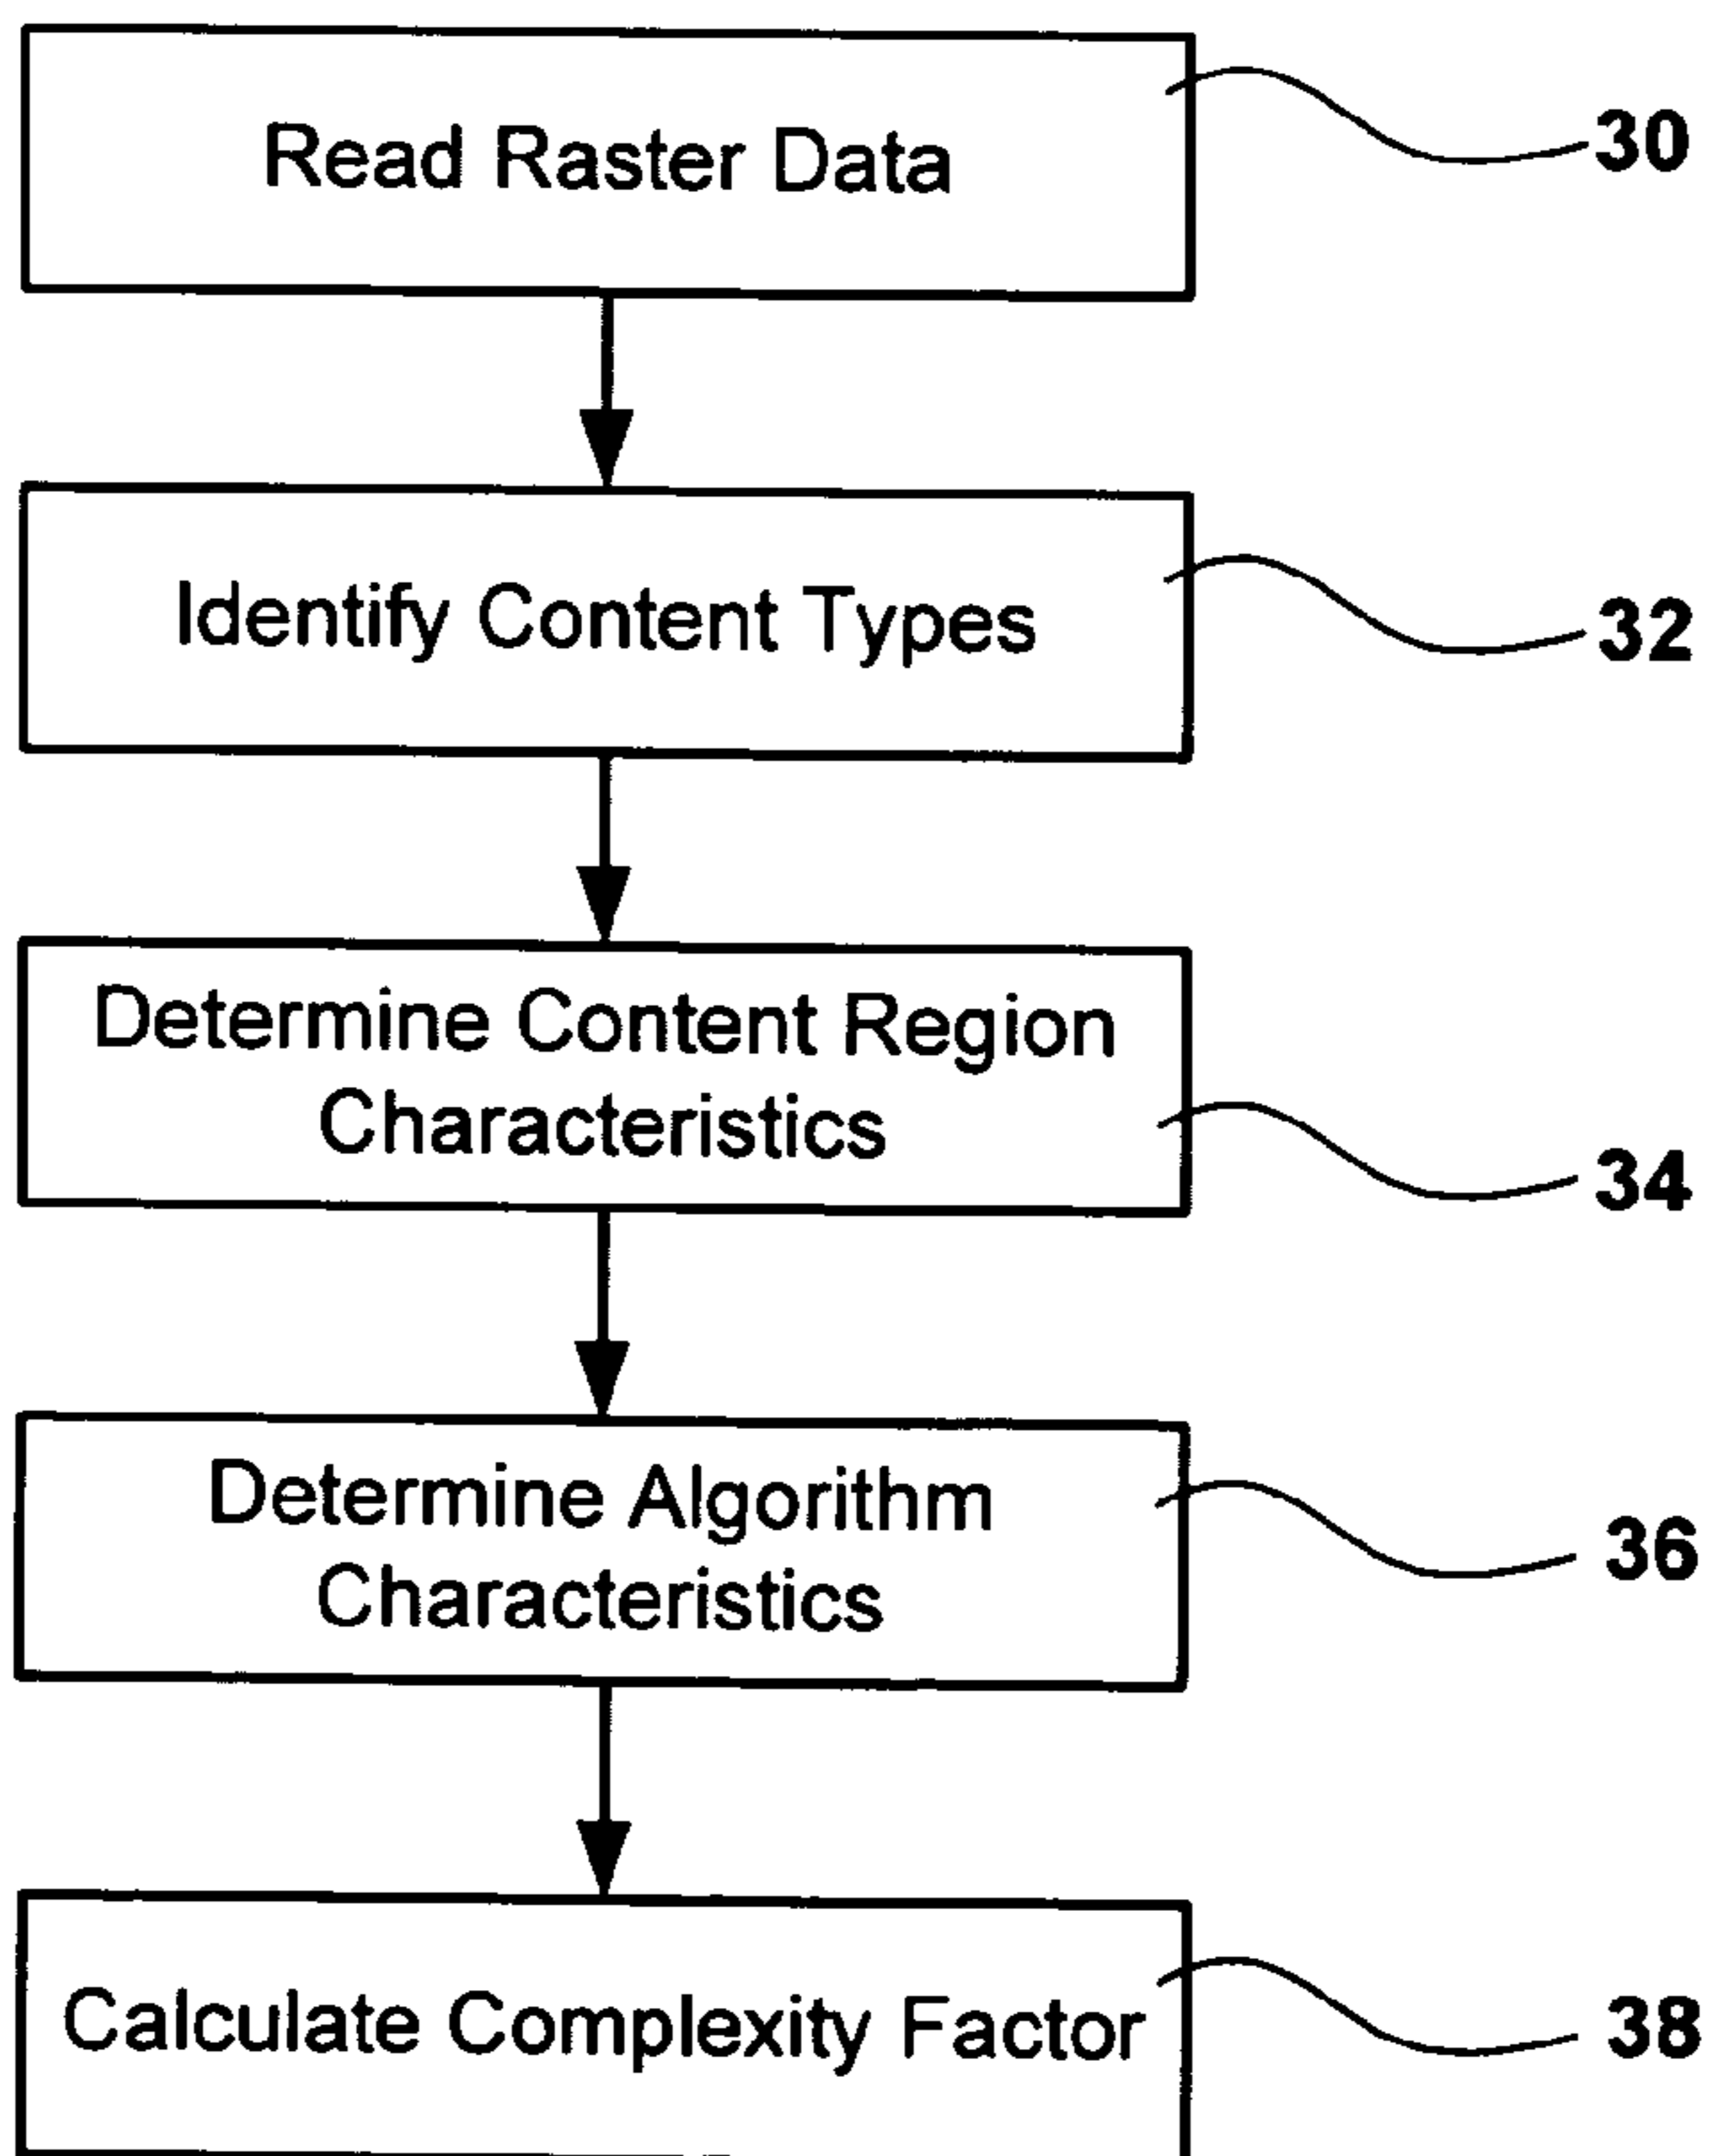 Read Raster Data
30
Identify Content Types
32
Determine Content Region
Characteristics
34
Determine Algorithm
Characteristics
36
Calculate Complexity Factor
38